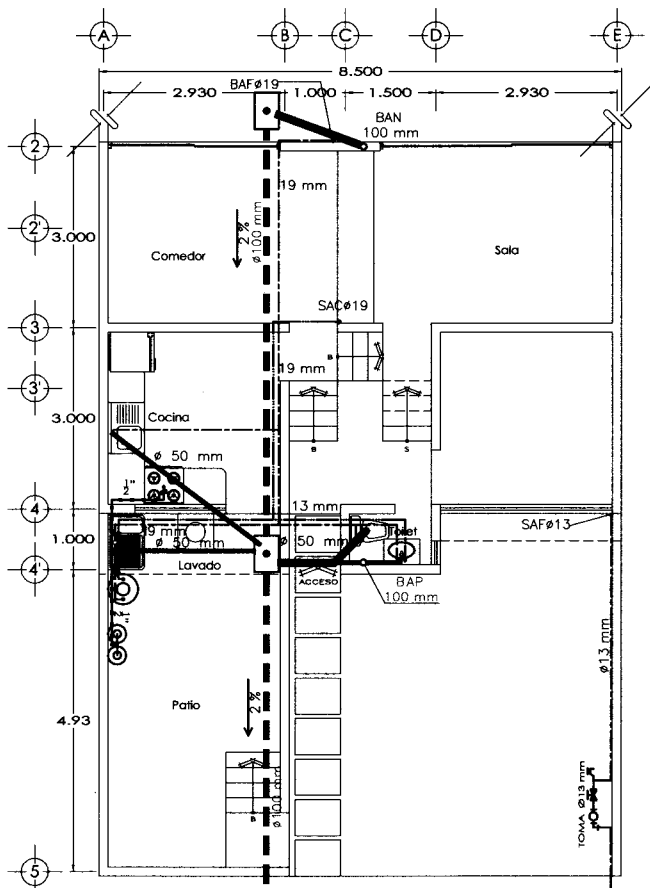 A
B
C
D
E
8.500
2.930
1.000
1.500
2.930
BAFø19
BAN
100 mm
2
19 mm
2 %
ø100 mm
2'
3.000
Comedor
Sala
SACø19
3
B
19 mm
3'
Cocina
3.000
B
S
ø 50 mm
1"
2
4
13 mm
Toilet
SAFø13
19 mm
ø 50 mm
ø 50 mm
1.000
Lavado
4'
ACCESO
BAP
100 mm
ø13 mm
Patio
2 %
4.93
B
ø100 mm
TOMA Ø13 mm
5